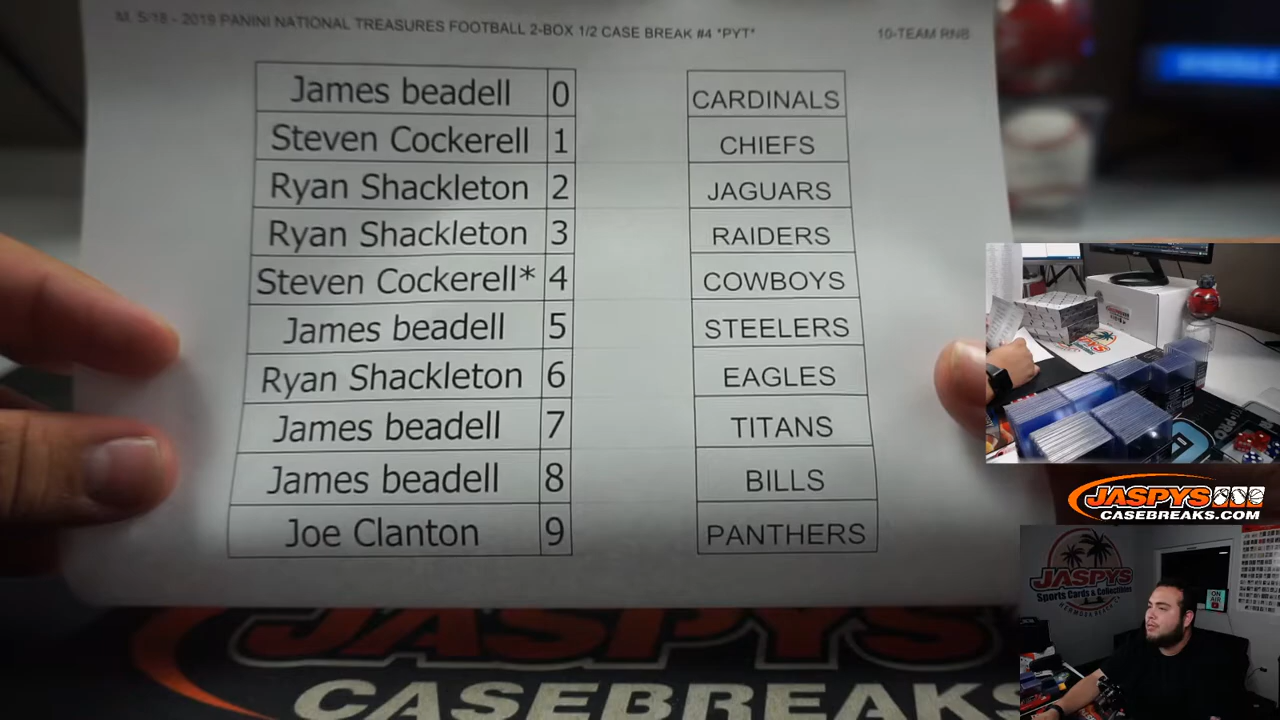 M. 5/18 - 2019 PANINI NATIONAL TREASURES FOOTBALL 2-BOX 1/2 CASE BREAK #4 *PYT* 10-TEAM RNB
James beadell 0 CARDINALS
Steven Cockerell 1 CHIEFS
Ryan Shackleton 2 JAGUARS
Ryan Shackleton 3 RAIDERS
Steven Cockerell* 4 COWBOYS
James beadell 5 STEELERS
Ryan Shackleton 6 EAGLES
James beadell 7 TITANS
James beadell 8 BILLS
Joe Clanton 9 PANTHERS
JASPYS
CASEBREAKS.COM
JASPYS
Sports Cards & Collectibles
ON AIR
JASPYS
CASEBREAKS